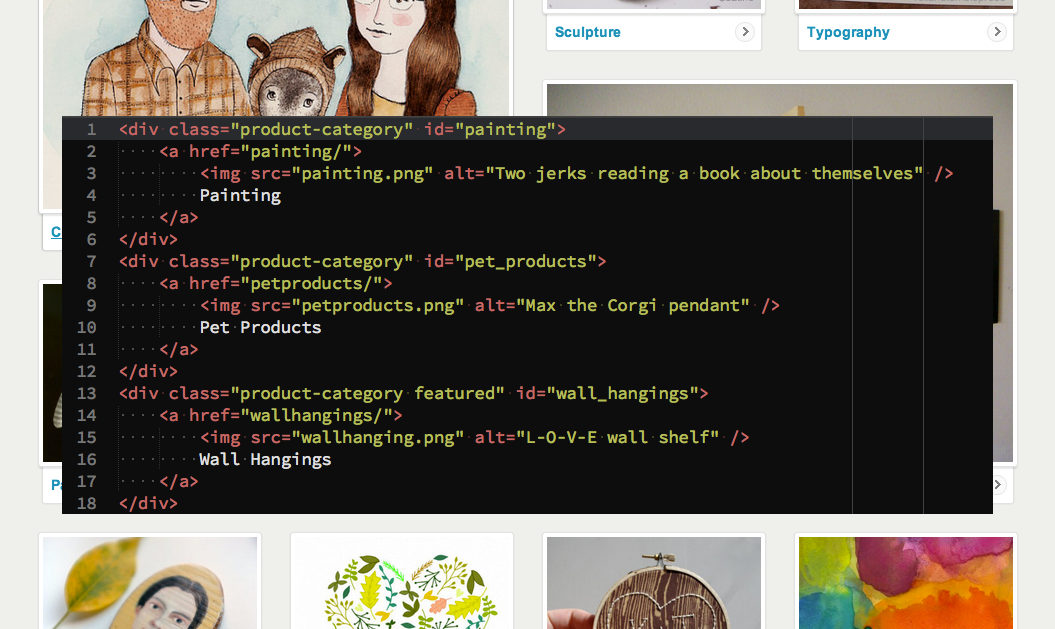 Sculpture
Typography
1 <div class="product-category" id="painting">
2 <a href="painting/">
3 <img src="painting.png" alt="Two jerks reading a book about themselves" />
4 Painting
5 </a>
6 </div>
7 <div class="product-category" id="pet_products">
8 <a href="petproducts/">
9 <img src="petproducts.png" alt="Max the Corgi pendant" />
10 Pet Products
11 </a>
12 </div>
13 <div class="product-category featured" id="wall_hangings">
14 <a href="wallhangings/">
15 <img src="wallhanging.png" alt="L-O-V-E wall shelf" />
16 Wall Hangings
17 </a>
18 </div>